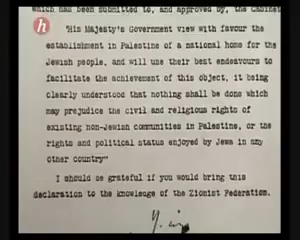 which has been submitted to, and approved by, the Cabinet
h
"His Majesty's Government view with favour the
establishment in Palestine of a national home for the
Jewish people, and will use their best endeavours to
facilitate the achievement of this object, it being
clearly understood that nothing shall be done which
may prejudice the civil and religious rights of
existing non-Jewish communities in Palestine, or the
rights and political status enjoyed by Jews in any
other country"
I should be grateful if you would bring this
declaration to the knowledge of the Zionist Federation.